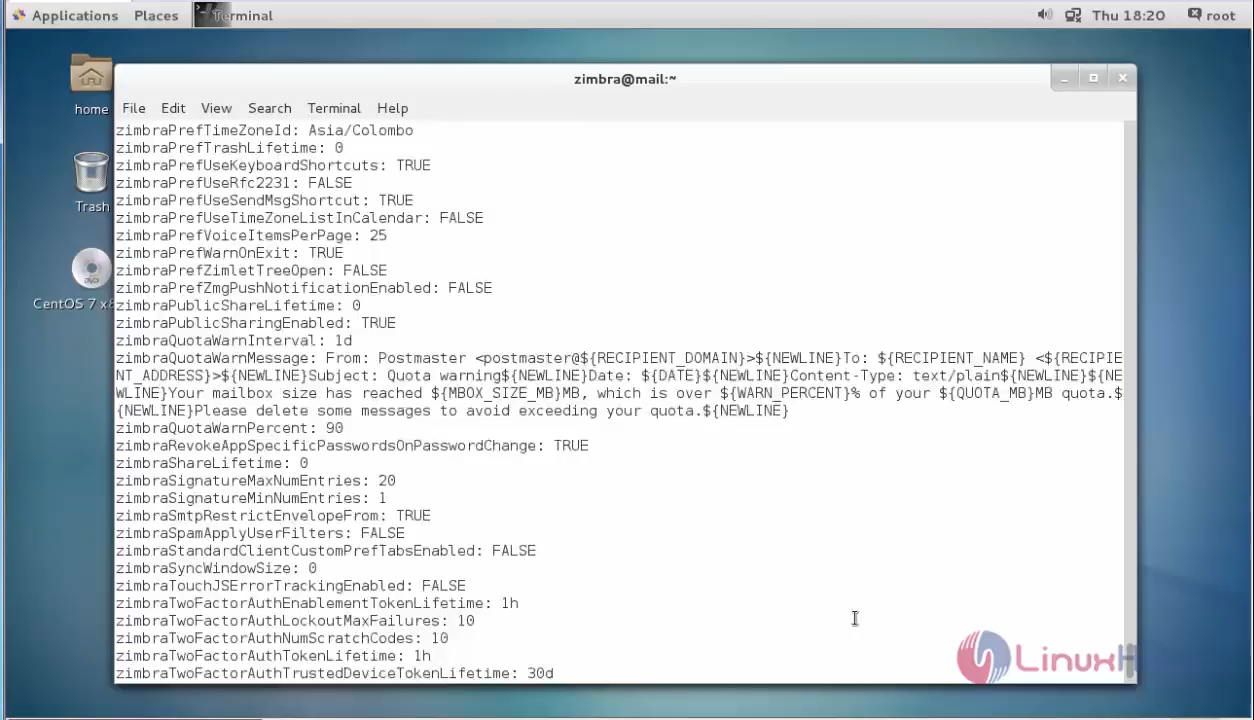 Applications Places Terminal Thu 18:20 root
zimbra@mail:~
File Edit View Search Terminal Help
home
Trash
CentOS 7 x
zimbraPrefTimeZoneId: Asia/Colombo
zimbraPrefTrashLifetime: 0
zimbraPrefUseKeyboardShortcuts: TRUE
zimbraPrefUseRfc2231: FALSE
zimbraPrefUseSendMsgShortcut: TRUE
zimbraPrefUseTimeZoneListInCalendar: FALSE
zimbraPrefVoiceItemsPerPage: 25
zimbraPrefWarnOnExit: TRUE
zimbraPrefZimletTreeOpen: FALSE
zimbraPrefZmgPushNotificationEnabled: FALSE
zimbraPublicShareLifetime: 0
zimbraPublicSharingEnabled: TRUE
zimbraQuotaWarnInterval: 1d
zimbraQuotaWarnMessage: From: Postmaster <postmaster@${RECIPIENT_DOMAIN}>${NEWLINE}To: ${RECIPIENT_NAME} <${RECIPIE
NT_ADDRESS}>${NEWLINE}Subject: Quota warning${NEWLINE}Date: ${DATE}${NEWLINE}Content-Type: text/plain${NEWLINE}${NE
WLINE}Your mailbox size has reached ${MBOX_SIZE_MB}MB, which is over ${WARN_PERCENT}% of your ${QUOTA_MB}MB quota.$
{NEWLINE}Please delete some messages to avoid exceeding your quota.${NEWLINE}
zimbraQuotaWarnPercent: 90
zimbraRevokeAppSpecificPasswordsOnPasswordChange: TRUE
zimbraShareLifetime: 0
zimbraSignatureMaxNumEntries: 20
zimbraSignatureMinNumEntries: 1
zimbraSmtpRestrictEnvelopeFrom: TRUE
zimbraSpamApplyUserFilters: FALSE
zimbraStandardClientCustomPrefTabsEnabled: FALSE
zimbraSyncWindowSize: 0
zimbraTouchJSErrorTrackingEnabled: FALSE
zimbraTwoFactorAuthEnablementTokenLifetime: 1h
zimbraTwoFactorAuthLockoutMaxFailures: 10
zimbraTwoFactorAuthNumScratchCodes: 10
zimbraTwoFactorAuthTokenLifetime: 1h
zimbraTwoFactorAuthTrustedDeviceTokenLifetime: 30d
LinuxH